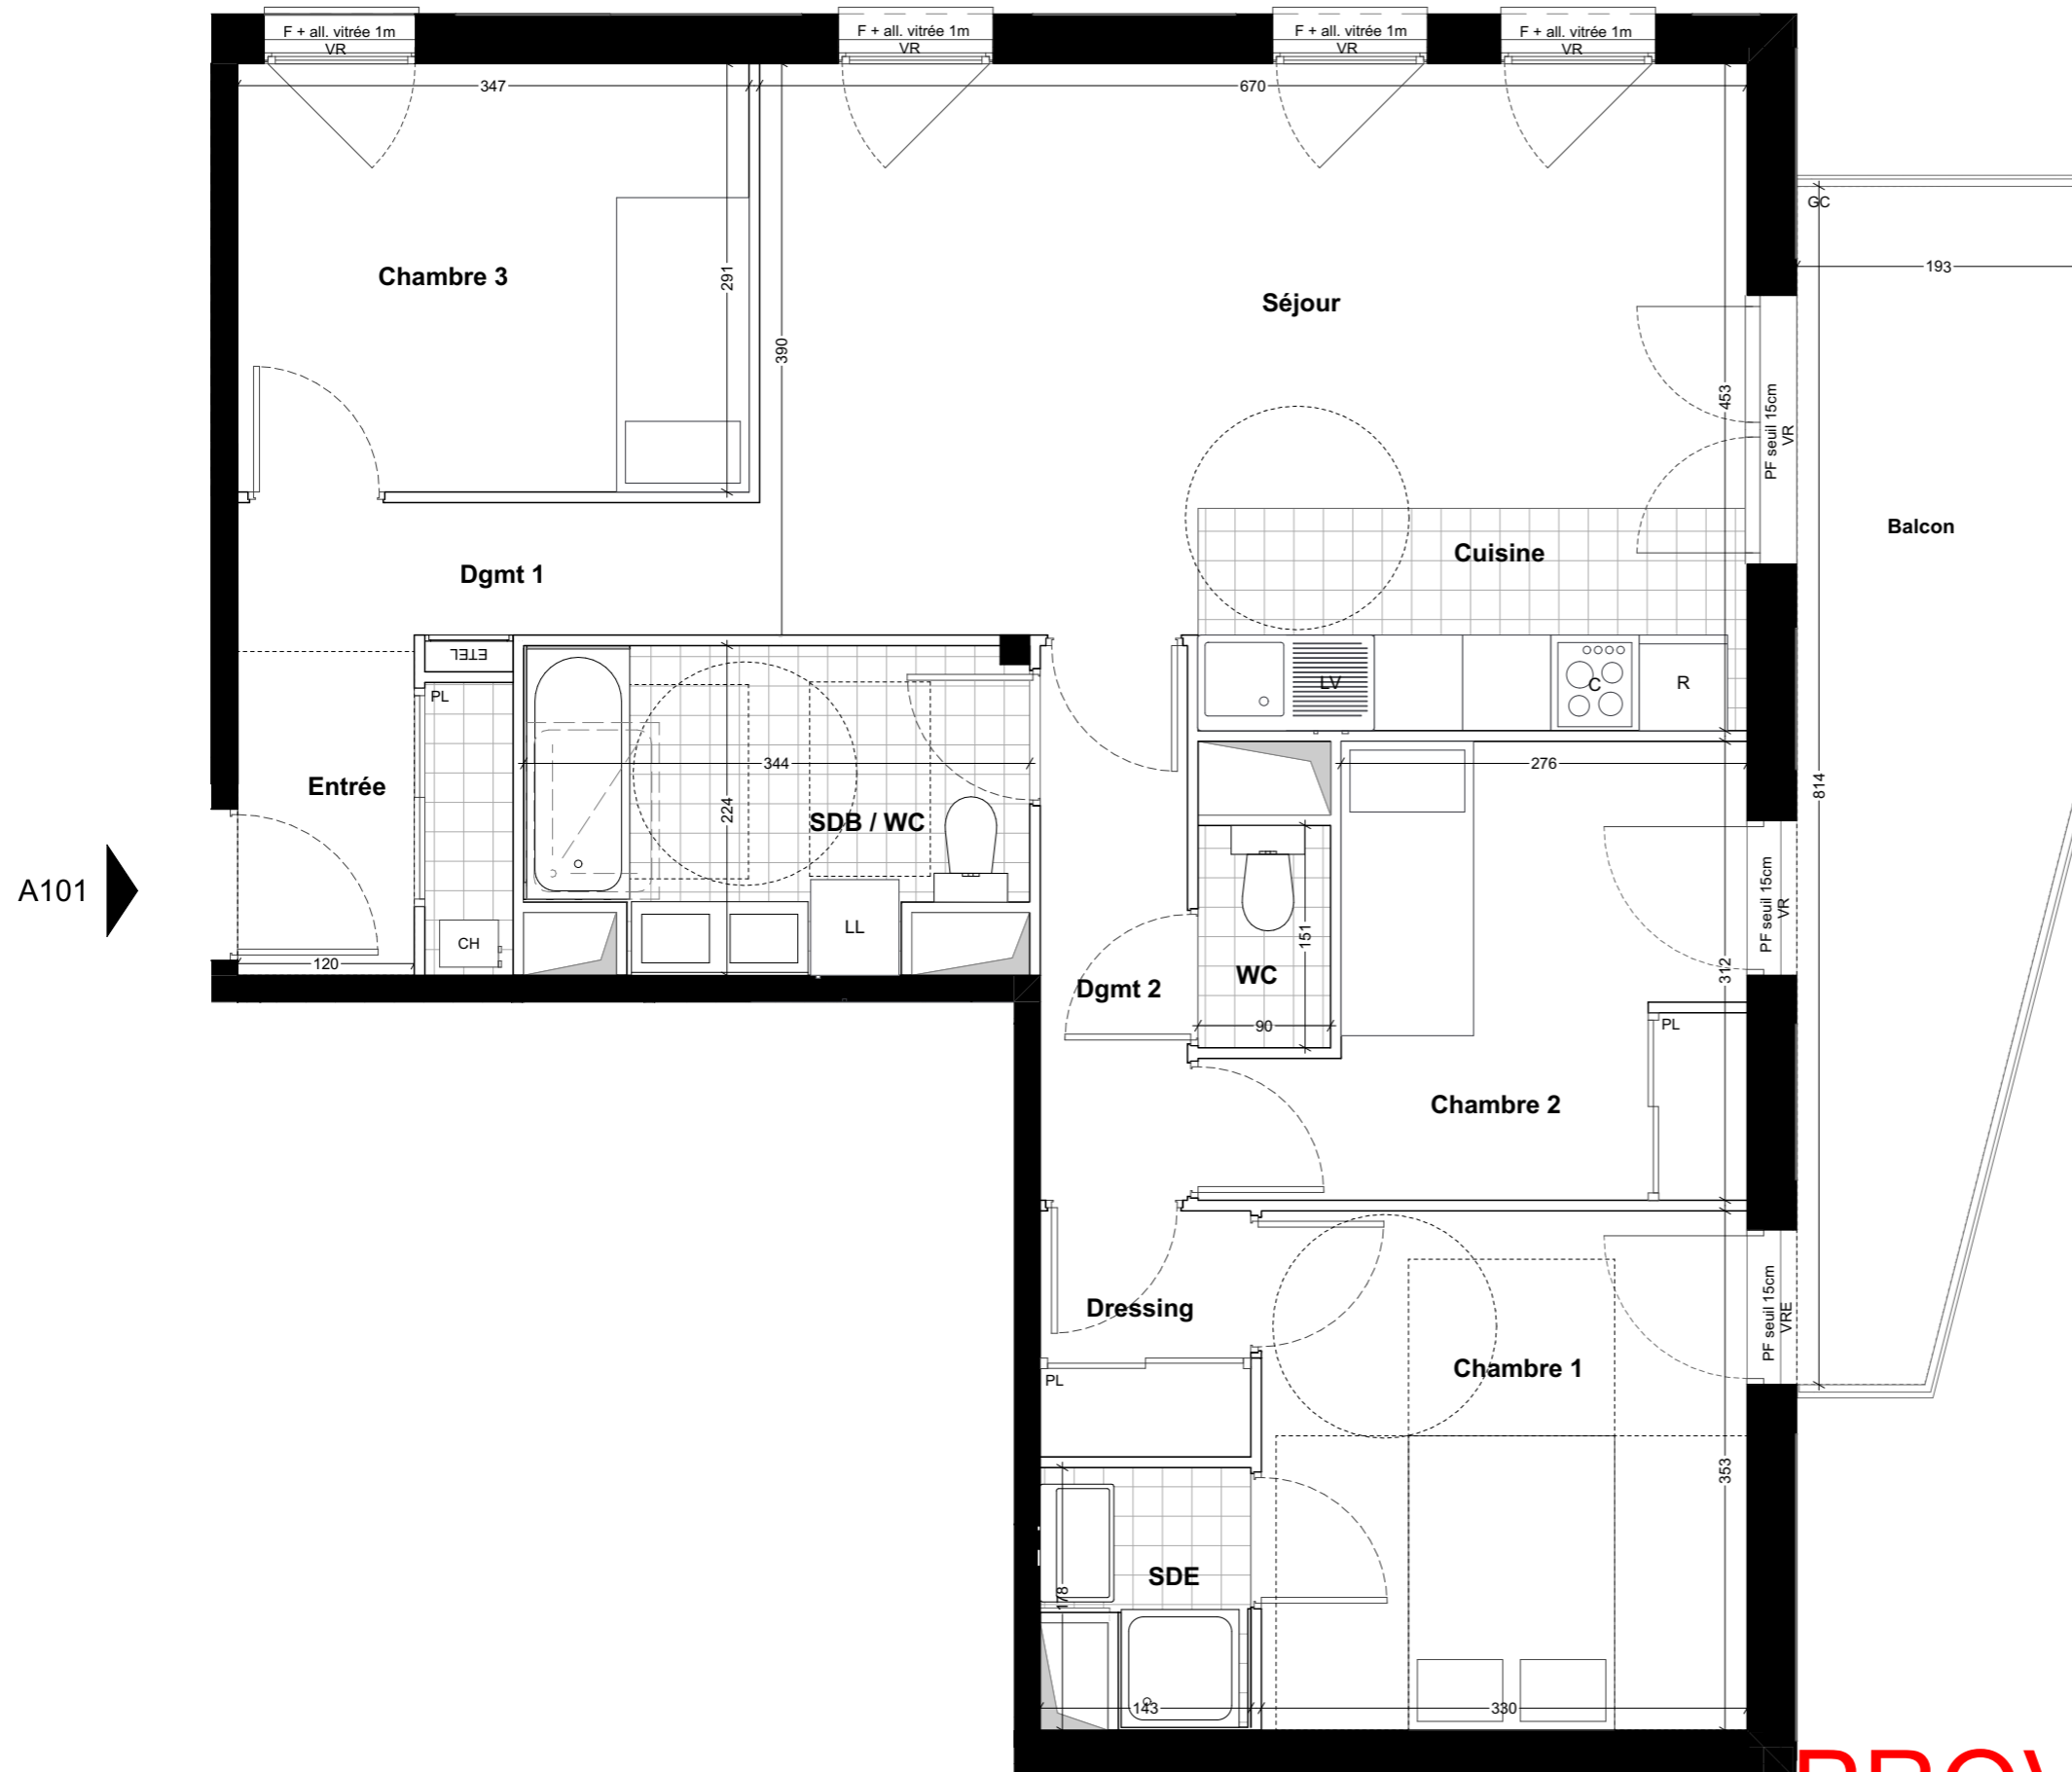 F + all. vitrée 1m
VR
F + all. vitrée 1m
VR
F + all. vitrée 1m
VR
F + all. vitrée 1m
VR
347
670
GC
193
Chambre 3
291
Séjour
390
453
PF seuil 15cm
VR
Balcon
Cuisine
Dgmt 1
ETEL
PL
LV
C
R
344
276
Entrée
224
SDB / WC
814
A101
PF seuil 15cm
VR
LL
CH
120
151
WC
312
Dgmt 2
90
PL
Chambre 2
Dressing
PF seuil 15cm
VRE
Chambre 1
PL
353
SDE
178
143
330